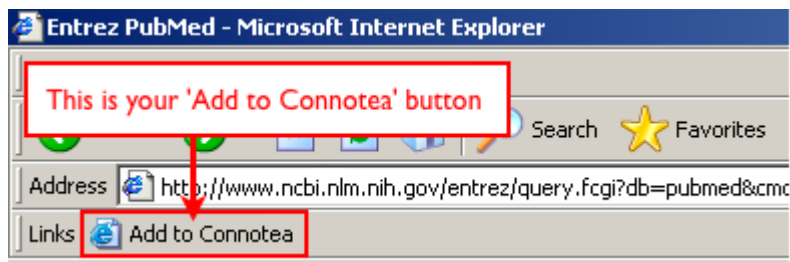 Entrez PubMed - Microsoft Internet Explorer
This is your 'Add to Connotea' button
Search Favorites
Address http://www.ncbi.nlm.nih.gov/entrez/query.fcgi?db=pubmed&cmd
Links Add to Connotea